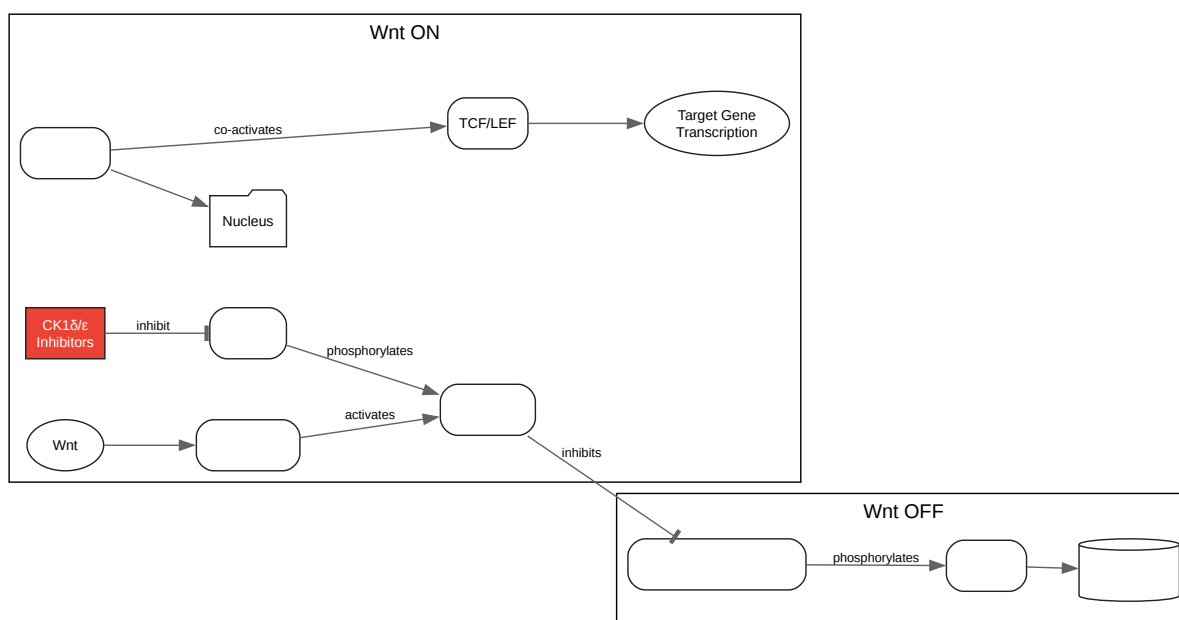 Wnt ON
co-activates
TCF/LEF
Target Gene
Transcription
Nucleus
CK1δ/ε
Inhibitors
inhibit
phosphorylates
Wnt
activates
inhibits
Wnt OFF
phosphorylates